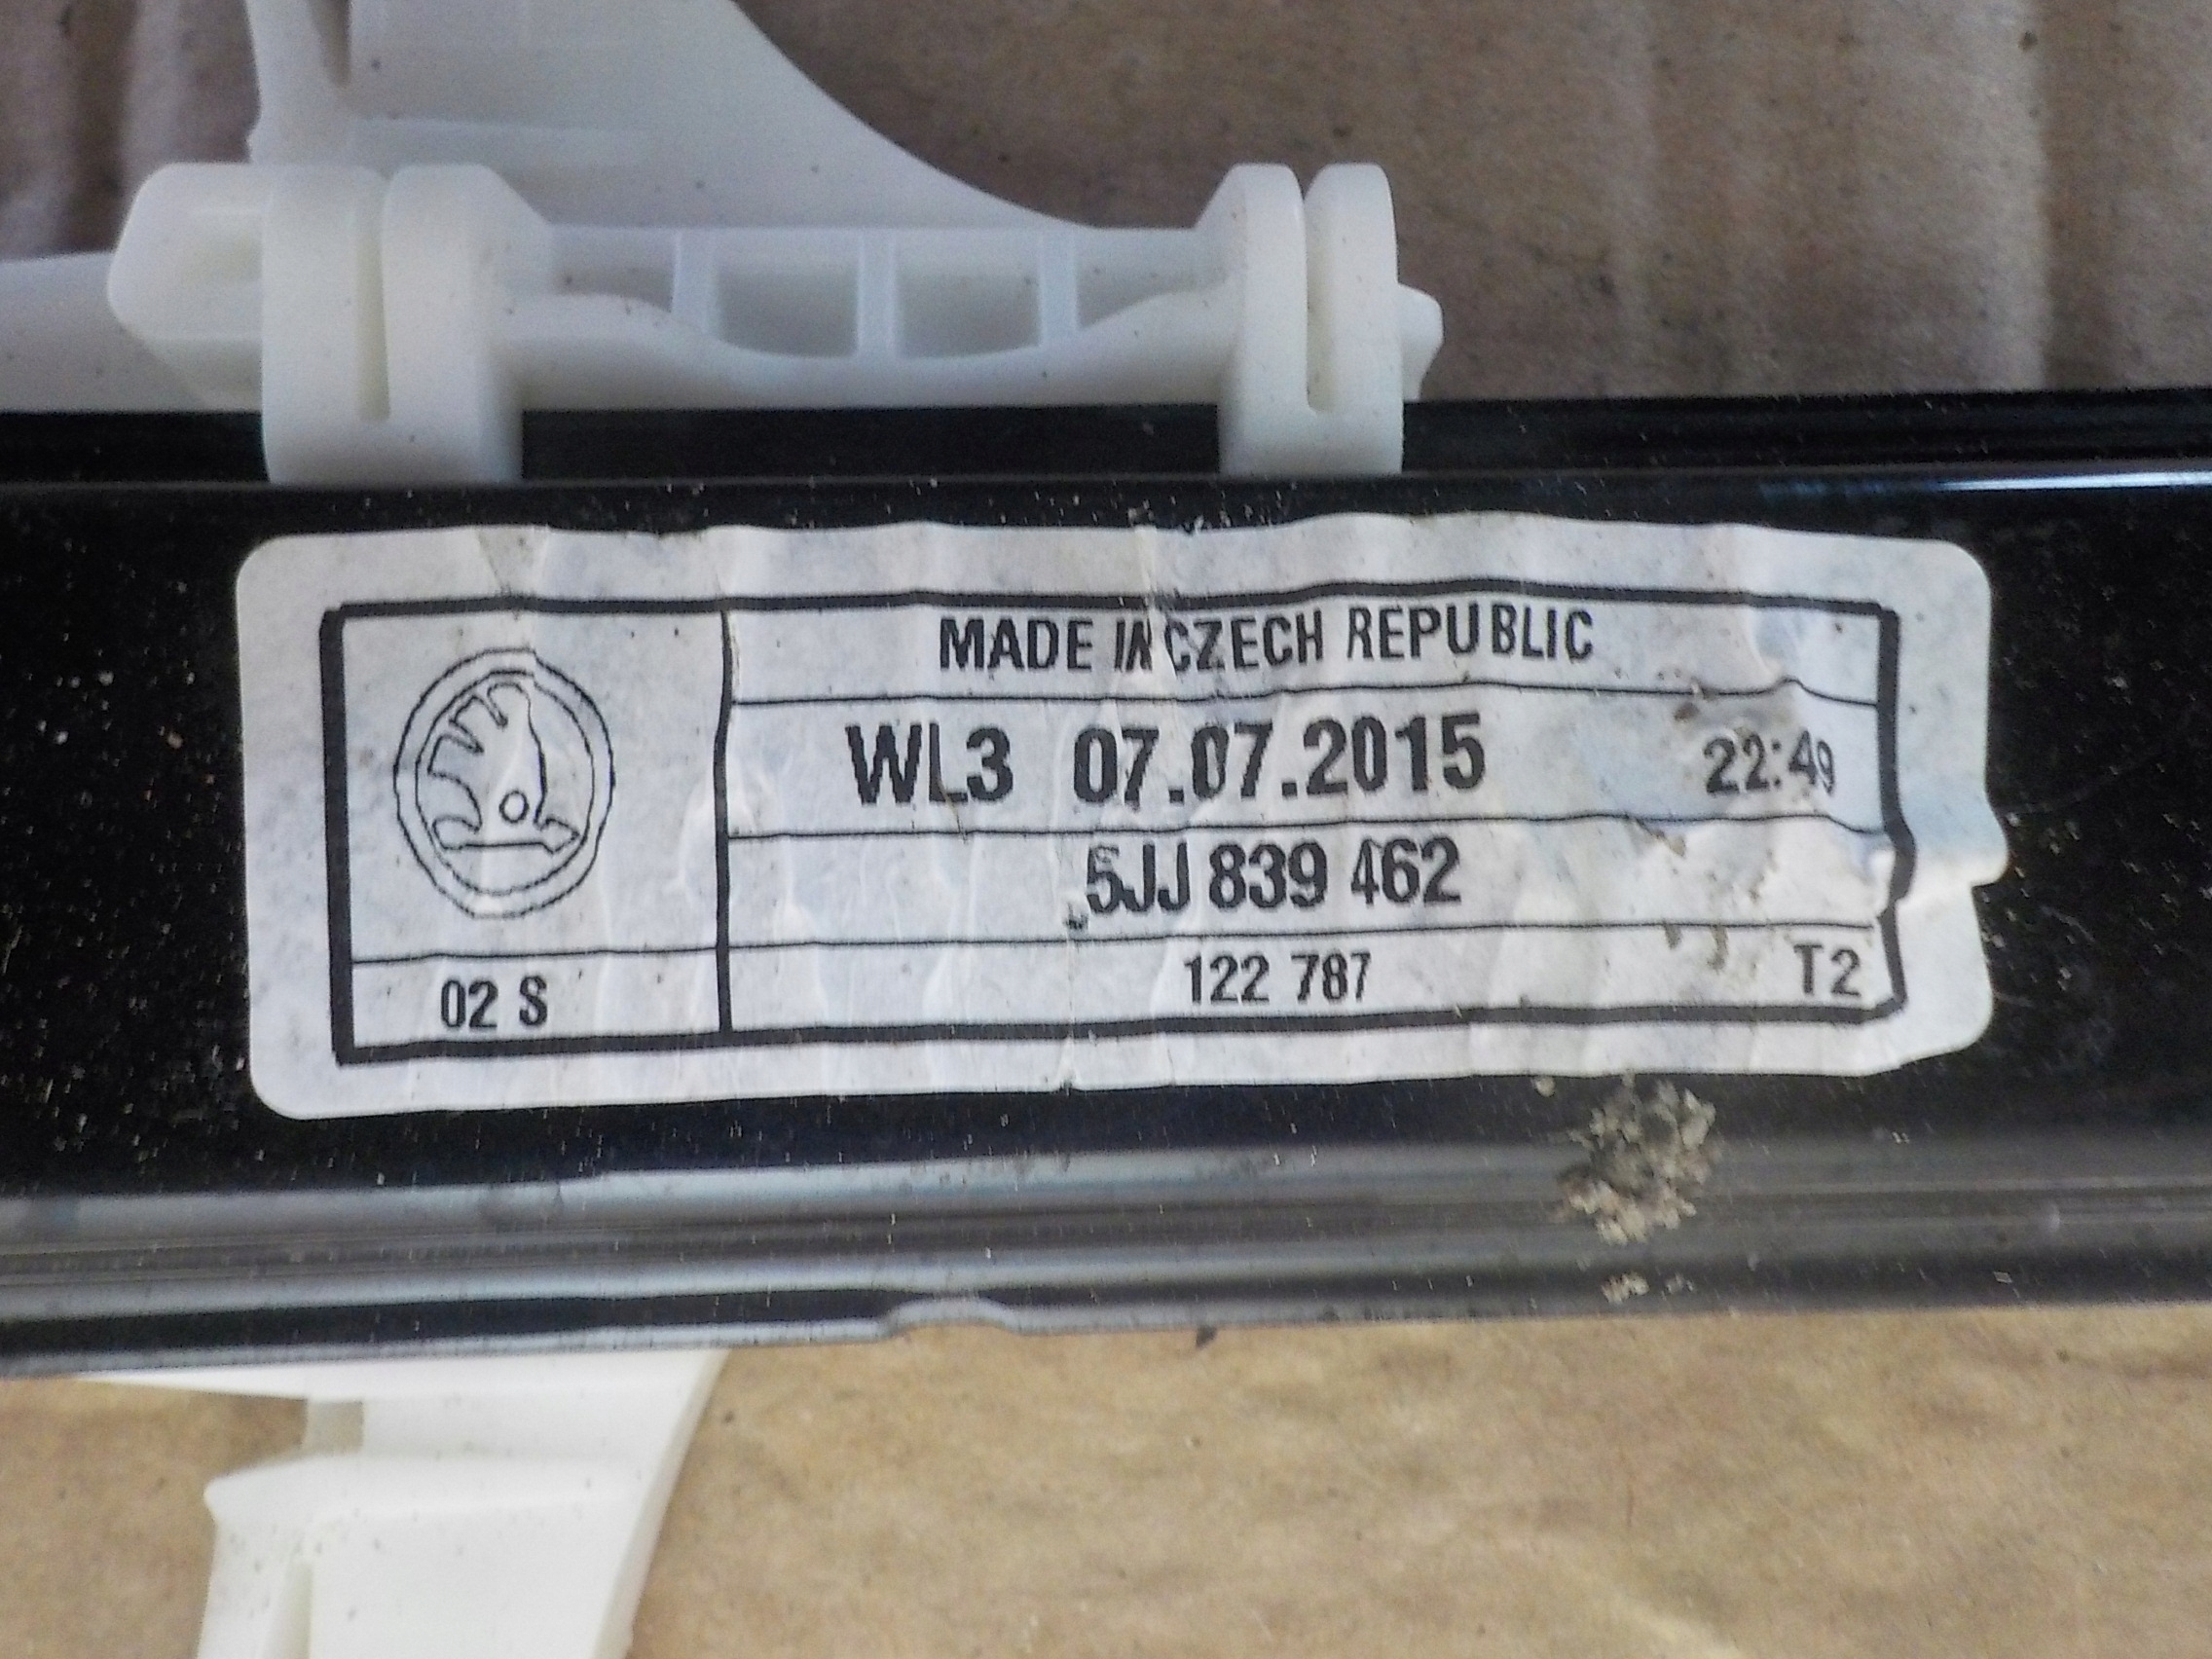 MADE IN CZECH REPUBLIC
WL3 07.07.2015 22:49
5JJ 839 462
02 S 122 787 T2